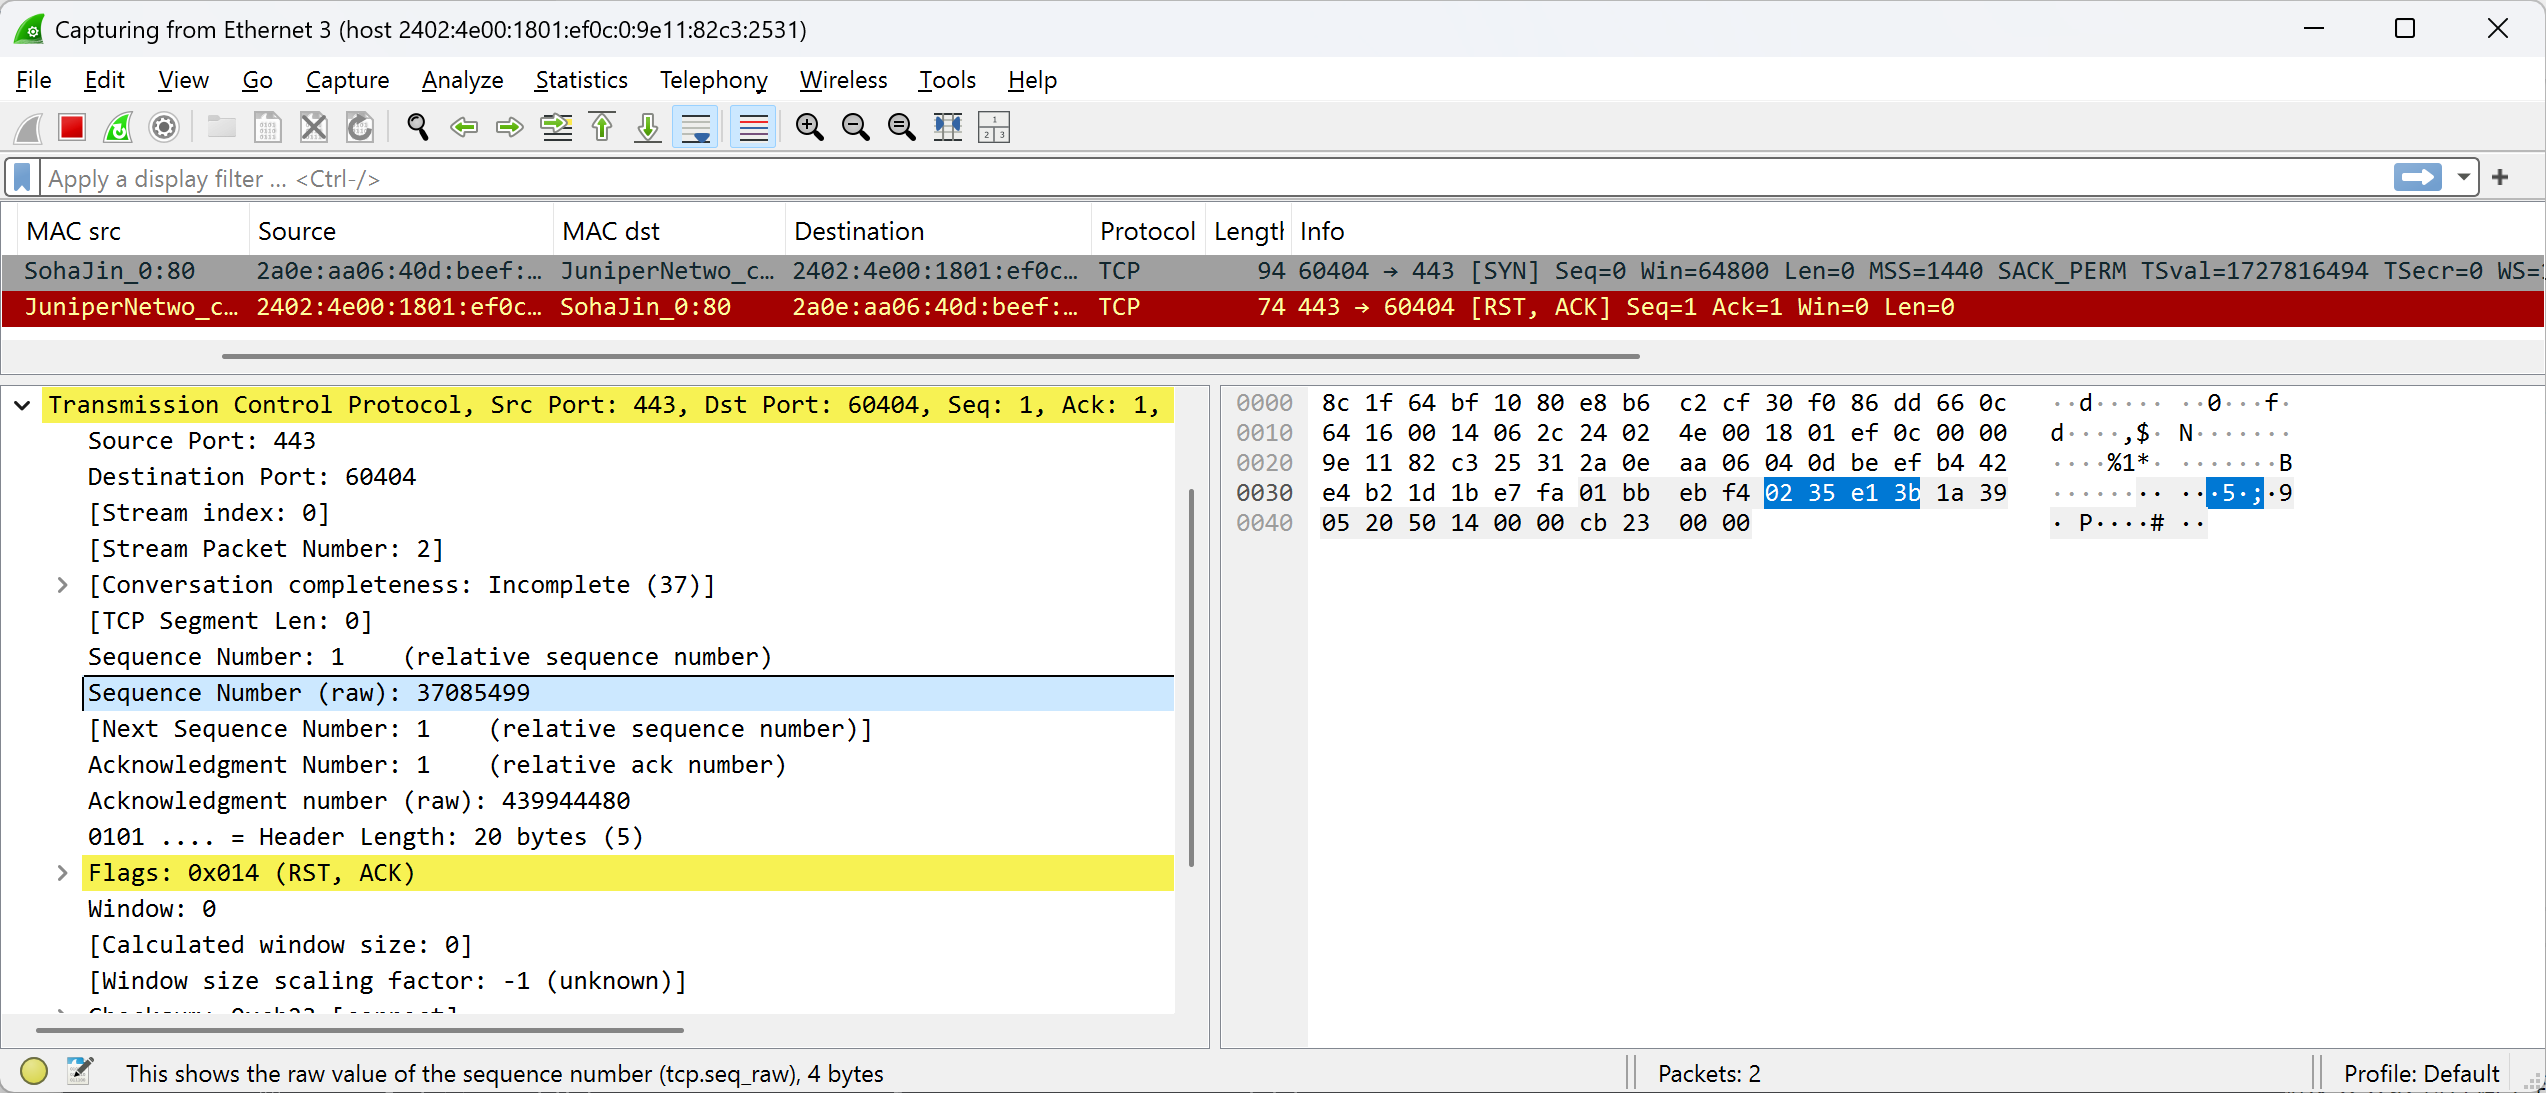 Capturing from Ethernet 3 (host 2402:4e00:1801:ef0c:0:9e11:82c3:2531)
File Edit View Go Capture Analyze Statistics Telephony Wireless Tools Help
Apply a display filter ... <Ctrl-/>
MAC src Source MAC dst Destination Protocol Length Info
SohaJin_0:80 2a0e:aa06:40d:beef:… JuniperNetwo_c… 2402:4e00:1801:ef0c… TCP 94 60404 → 443 [SYN] Seq=0 Win=64800 Len=0 MSS=1440 SACK_PERM TSval=1727816494 TSecr=0 WS=
JuniperNetwo_c… 2402:4e00:1801:ef0c… SohaJin_0:80 2a0e:aa06:40d:beef:… TCP 74 443 → 60404 [RST, ACK] Seq=1 Ack=1 Win=0 Len=0
Transmission Control Protocol, Src Port: 443, Dst Port: 60404, Seq: 1, Ack: 1,
Source Port: 443
Destination Port: 60404
[Stream index: 0]
[Stream Packet Number: 2]
[Conversation completeness: Incomplete (37)]
[TCP Segment Len: 0]
Sequence Number: 1    (relative sequence number)
Sequence Number (raw): 37085499
[Next Sequence Number: 1    (relative sequence number)]
Acknowledgment Number: 1    (relative ack number)
Acknowledgment number (raw): 439944480
0101 .... = Header Length: 20 bytes (5)
Flags: 0x014 (RST, ACK)
Window: 0
[Calculated window size: 0]
[Window size scaling factor: -1 (unknown)]
0000 8c 1f 64 bf 10 80 e8 b6 c2 cf 30 f0 86 dd 66 0c ··d····· ··0···f·
0010 64 16 00 14 06 2c 24 02 4e 00 18 01 ef 0c 00 00 d····,$· N·······
0020 9e 11 82 c3 25 31 2a 0e aa 06 04 0d be ef b4 42 ····%1*· ·······B
0030 e4 b2 1d 1b e7 fa 01 bb eb f4 02 35 e1 3b 1a 39 ········ ···5·;·9
0040 05 20 50 14 00 00 cb 23 00 00 · P····# ··
This shows the raw value of the sequence number (tcp.seq_raw), 4 bytes
Packets: 2
Profile: Default